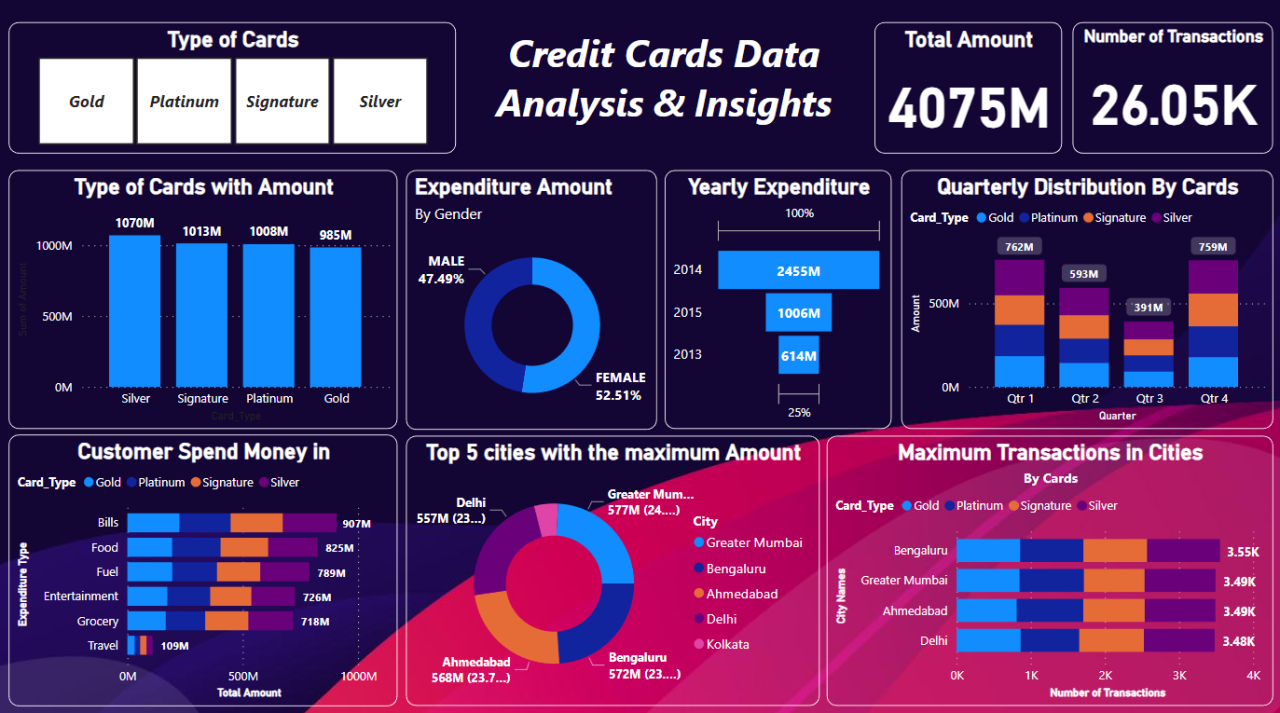 Type of Cards
Gold
Platinum
Signature
Silver
Credit Cards Data
Analysis & Insights
Total Amount
4075M
Number of Transactions
26.05K
Type of Cards with Amount
Sum of Amount
1000M
500M
0M
1070M
1013M
1008M
985M
Silver
Signature
Platinum
Gold
Card_Type
Expenditure Amount
By Gender
MALE
47.49%
FEMALE
52.51%
Yearly Expenditure
100%
2014
2455M
2015
1006M
2013
614M
25%
Quarterly Distribution By Cards
Card_Type
Gold
Platinum
Signature
Silver
Amount
500M
0M
762M
593M
391M
759M
Qtr 1
Qtr 2
Qtr 3
Qtr 4
Quarter
Customer Spend Money in
Card_Type
Gold
Platinum
Signature
Silver
Expenditure Type
Bills
907M
Food
825M
Fuel
789M
Entertainment
726M
Grocery
718M
Travel
109M
0M
500M
1000M
Total Amount
Top 5 cities with the maximum Amount
Delhi
557M (23...)
Greater Mum...
577M (24....)
Ahmedabad
568M (23.7...)
Bengaluru
572M (23....)
City
Greater Mumbai
Bengaluru
Ahmedabad
Delhi
Kolkata
Maximum Transactions in Cities
By Cards
Card_Type
Gold
Platinum
Signature
Silver
City Names
Bengaluru
3.55K
Greater Mumbai
3.49K
Ahmedabad
3.49K
Delhi
3.48K
0K
1K
2K
3K
4K
Number of Transactions